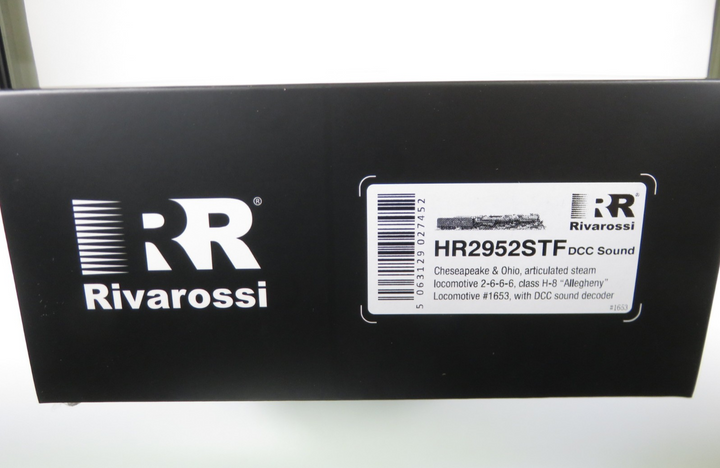 RR®
Rivarossi
5 063129 027452
RR®
Rivarossi
HR2952STF DCC Sound
Cheseapeake & Ohio, articulated steam
locomotive 2-6-6-6, class H-8 “Allegheny”
Locomotive #1653, with DCC sound decoder
#1653